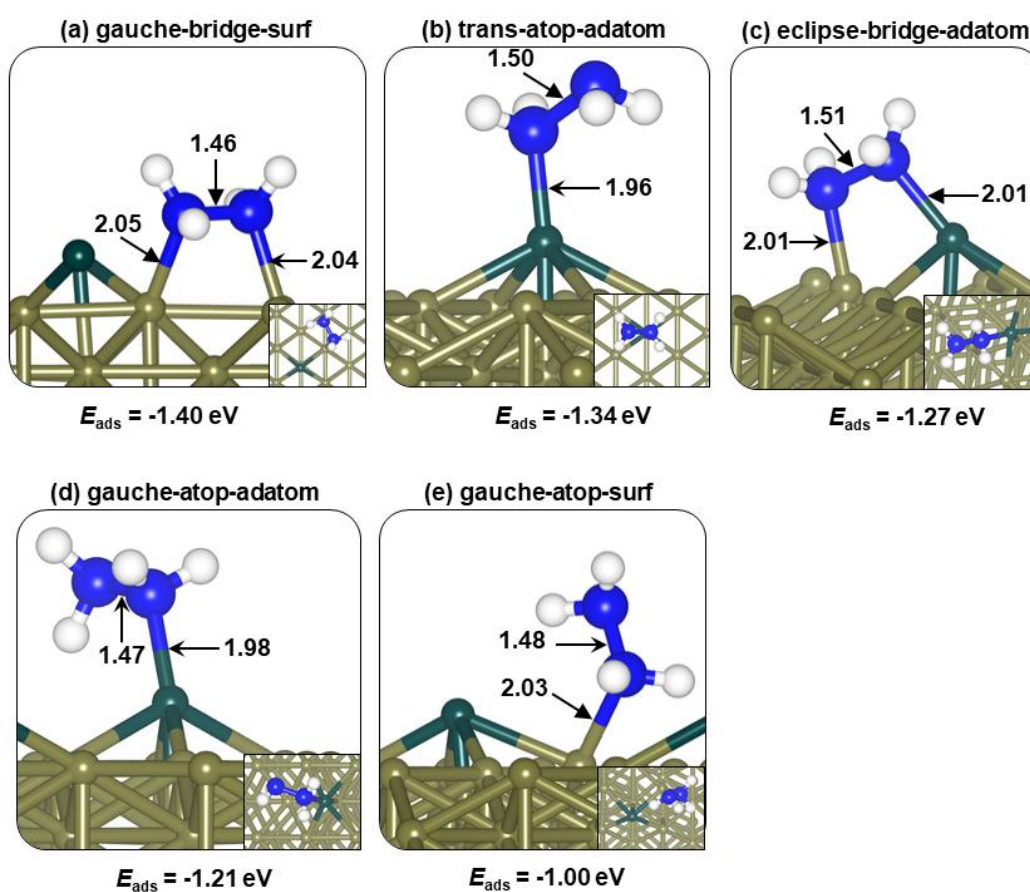 (a) gauche-bridge-surf
(b) trans-atop-adatom
(c) eclipse-bridge-adatom
1.46
2.05
2.04
1.50
1.96
1.51
2.01
2.01
Eads = -1.40 eV
Eads = -1.34 eV
Eads = -1.27 eV
(d) gauche-atop-adatom
(e) gauche-atop-surf
1.47
1.98
1.48
2.03
Eads = -1.21 eV
Eads = -1.00 eV